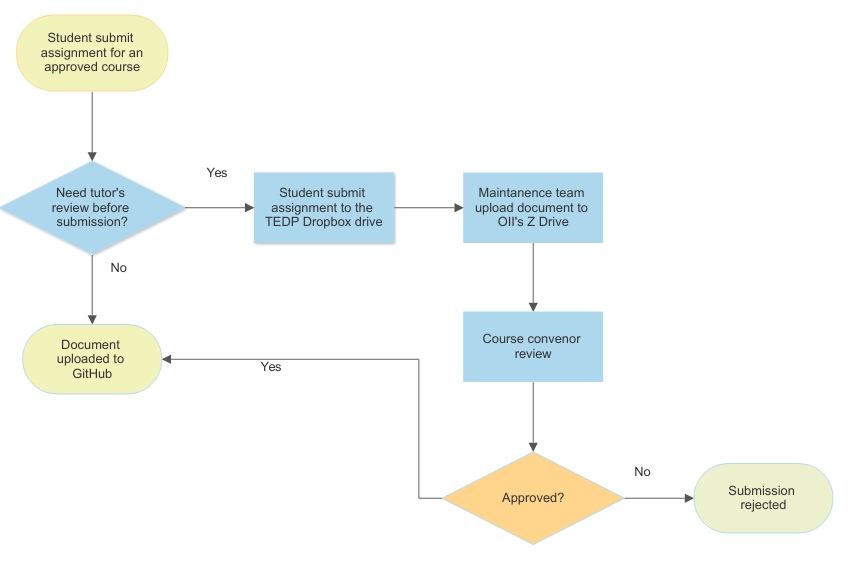 Student submit
assignment for an
approved course
Yes
Need tutor's
review before
submission?
Student submit
assignment to the
TEDP Dropbox drive
Maintanence team
upload document to
OII's Z Drive
No
Document
uploaded to
GitHub
Yes
Course convenor
review
Approved?
No
Submission
rejected